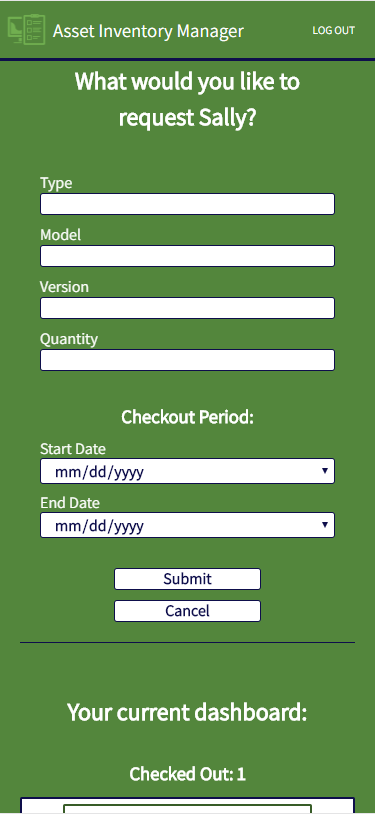 Asset Inventory Manager
LOG OUT
What would you like to
request Sally?
Type
Model
Version
Quantity
Checkout Period:
Start Date
mm/dd/yyyy
End Date
mm/dd/yyyy
Submit
Cancel
Your current dashboard:
Checked Out: 1